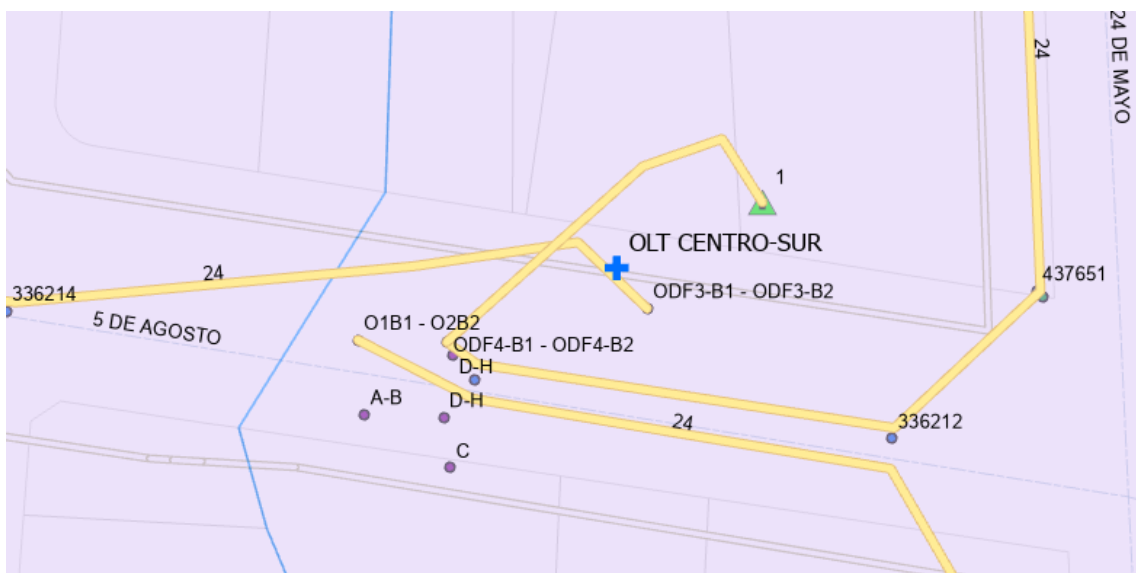 24
24 DE MAYO
1
OLT CENTRO-SUR
24
437651
336214
ODF3-B1 - ODF3-B2
5 DE AGOSTO
O1B1 - O2B2
ODF4-B1 - ODF4-B2
D-H
A-B
D-H
24
336212
C